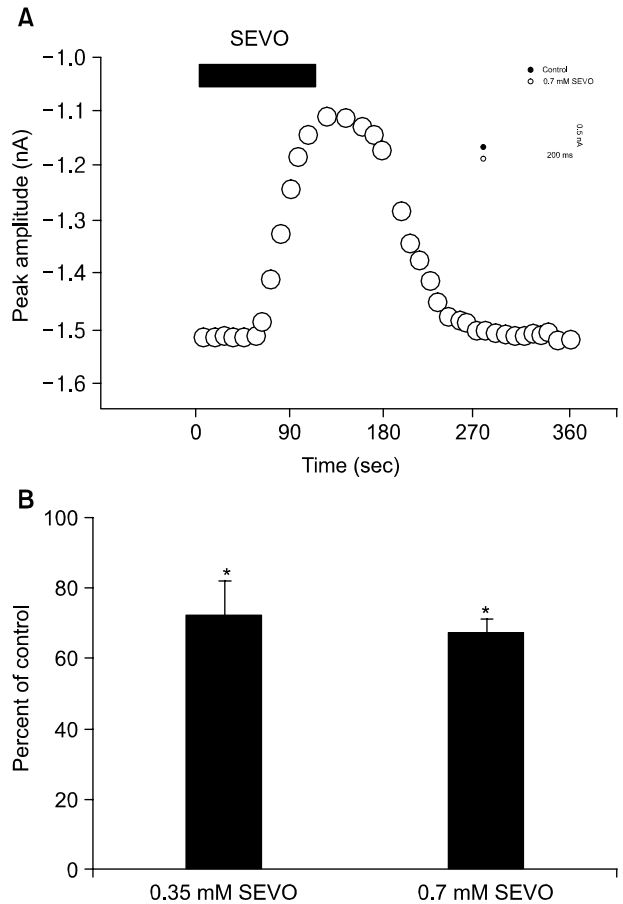 A
SEVO
−1.0
−1.1
−1.2
−1.3
−1.4
−1.5
−1.6
Peak amplitude (nA)
Control
0.7 mM SEVO
0.5 nA
200 ms
0 90 180 270 360
Time (sec)
B
100
80
60
40
20
0
Percent of control
*
*
0.35 mM SEVO 0.7 mM SEVO